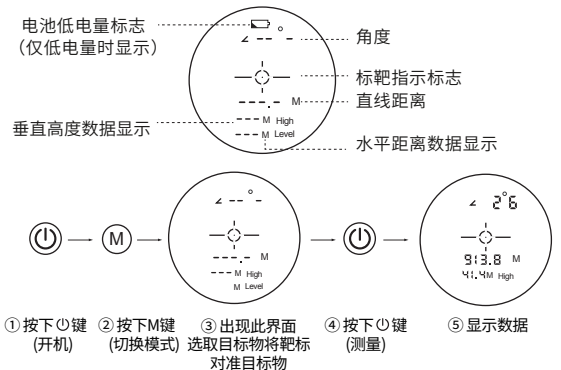 电池低电量标志
（仅低电量时显示）
角度
标靶指示标志
M
直线距离
垂直高度数据显示
M High
M Level
水平距离数据显示
M
M
M High
M Level
2°6
913.8 M
41.4M High
①按下⏻键
(开机)
②按下M键
(切换模式)
③出现此界面
选取目标物将靶标
对准目标物
④按下⏻键
(测量)
⑤显示数据